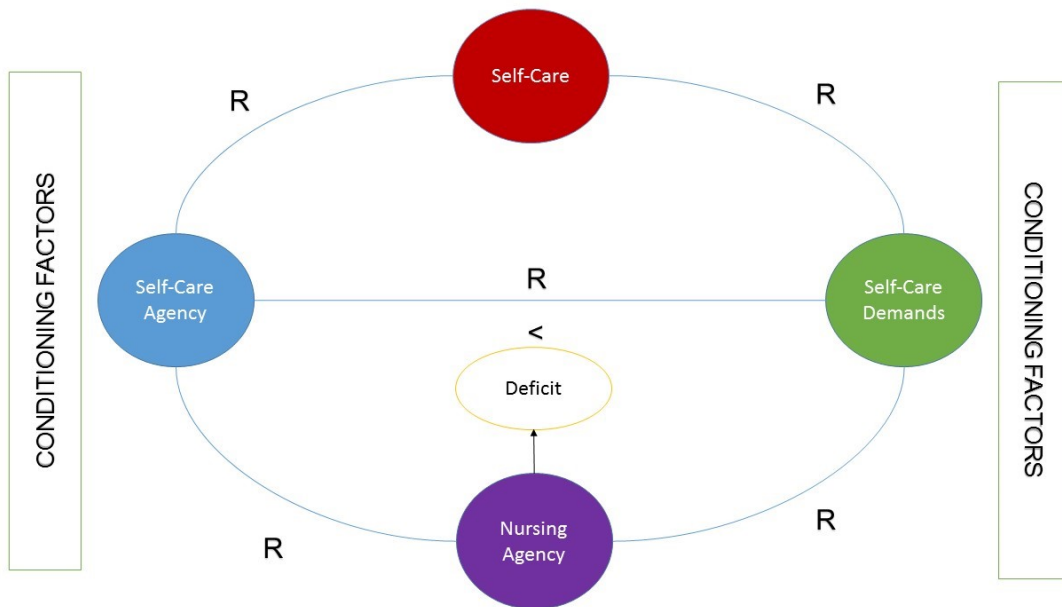 Self-Care
R
R
CONDITIONING FACTORS
CONDITIONING FACTORS
Self-Care
Agency
R
Self-Care
Demands
<
Deficit
Nursing
Agency
R
R